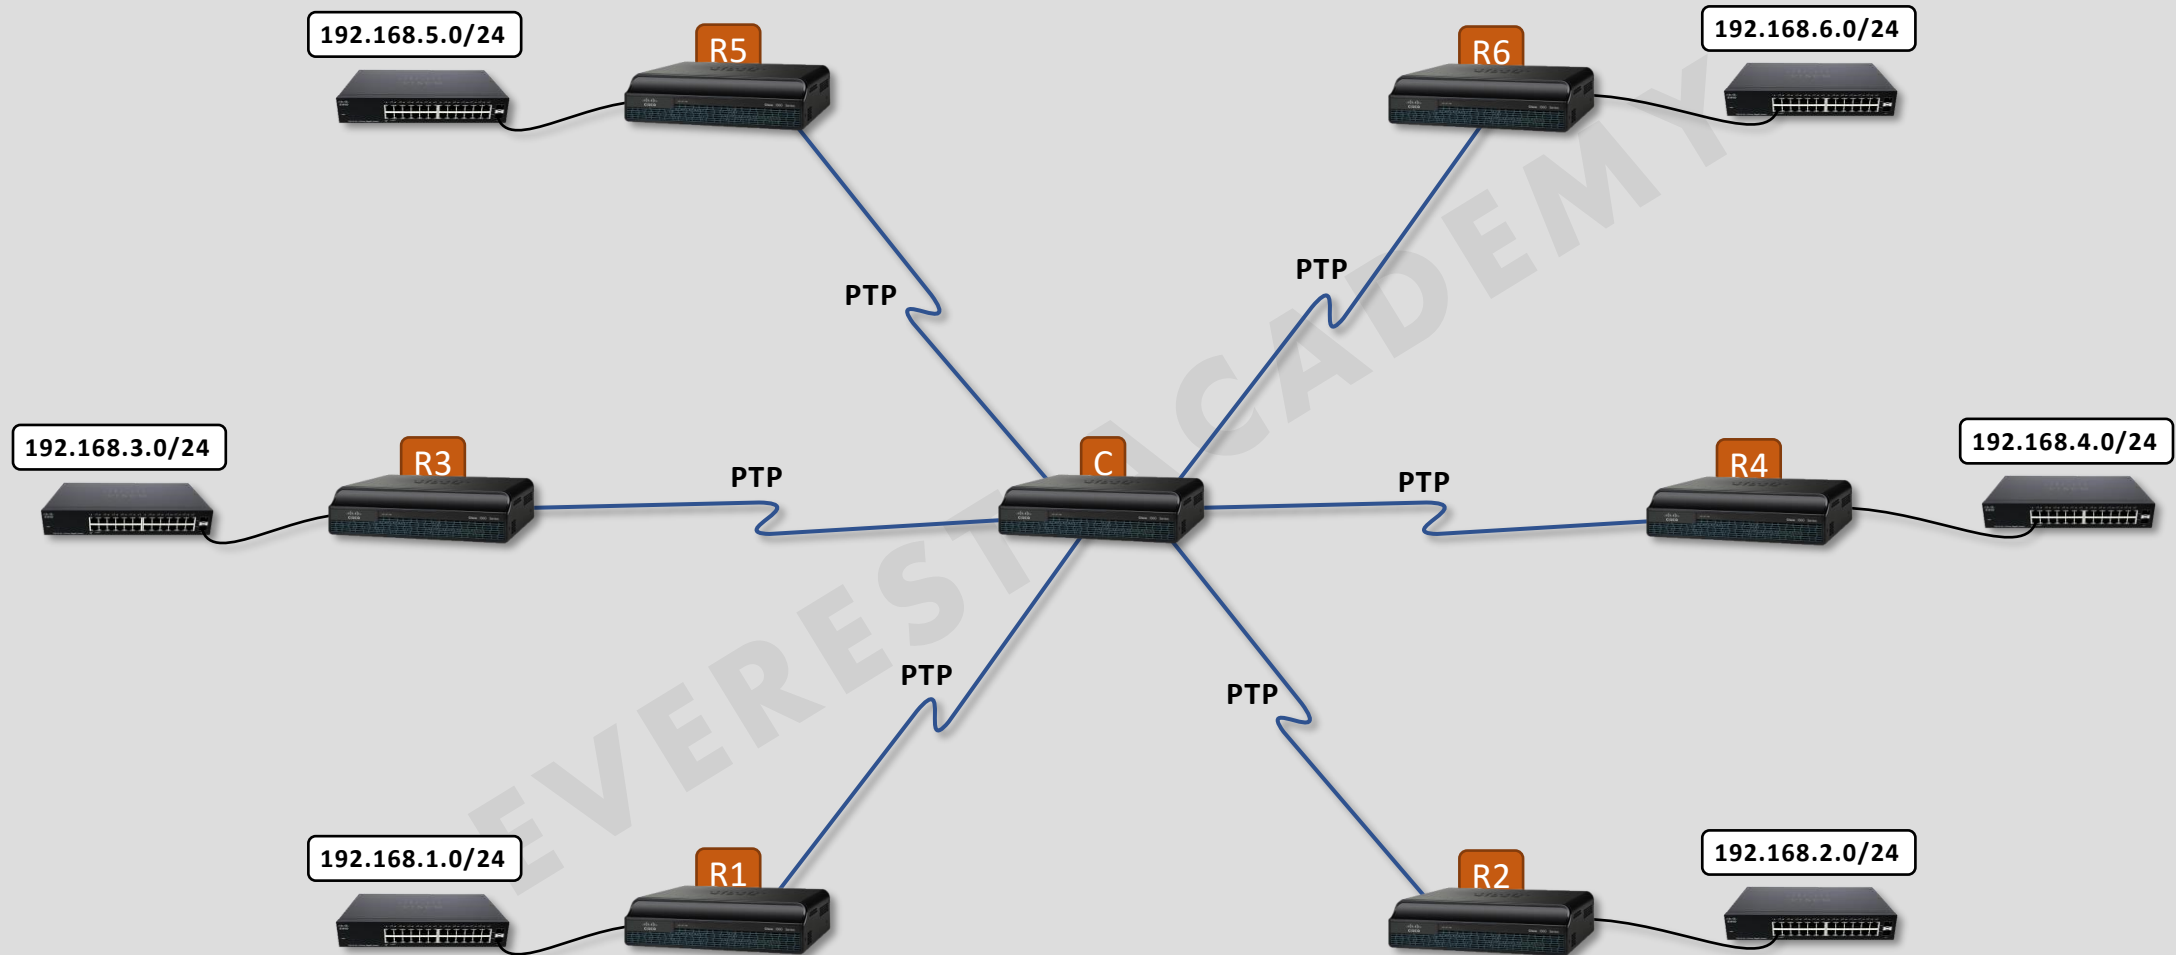 192.168.5.0/24
R5
R6
192.168.6.0/24
PTP
PTP
192.168.3.0/24
R3
PTP
C
PTP
R4
192.168.4.0/24
PTP
PTP
192.168.1.0/24
R1
R2
192.168.2.0/24
EVEREST ACADEMY